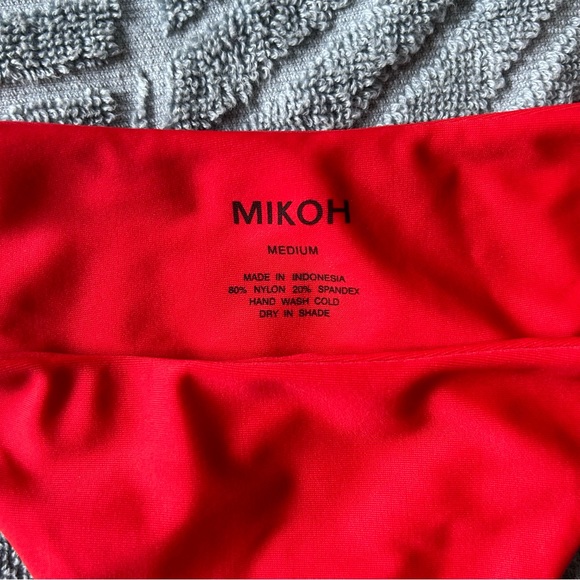 MIKOH
MEDIUM
MADE IN INDONESIA
80% NYLON 20% SPANDEX
HAND WASH COLD
DRY IN SHADE